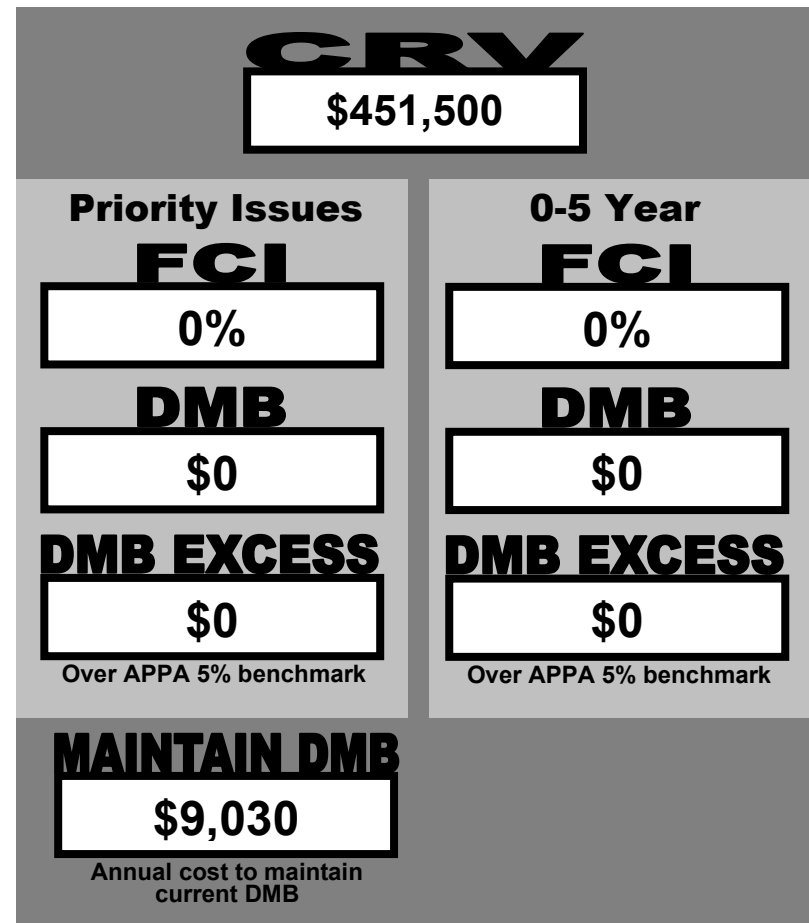 CRV
$451,500
Priority Issues
FCI
0%
DMB
$0
DMB EXCESS
$0
Over APPA 5% benchmark
0-5 Year
FCI
0%
DMB
$0
DMB EXCESS
$0
Over APPA 5% benchmark
MAINTAIN DMB
$9,030
Annual cost to maintain
current DMB